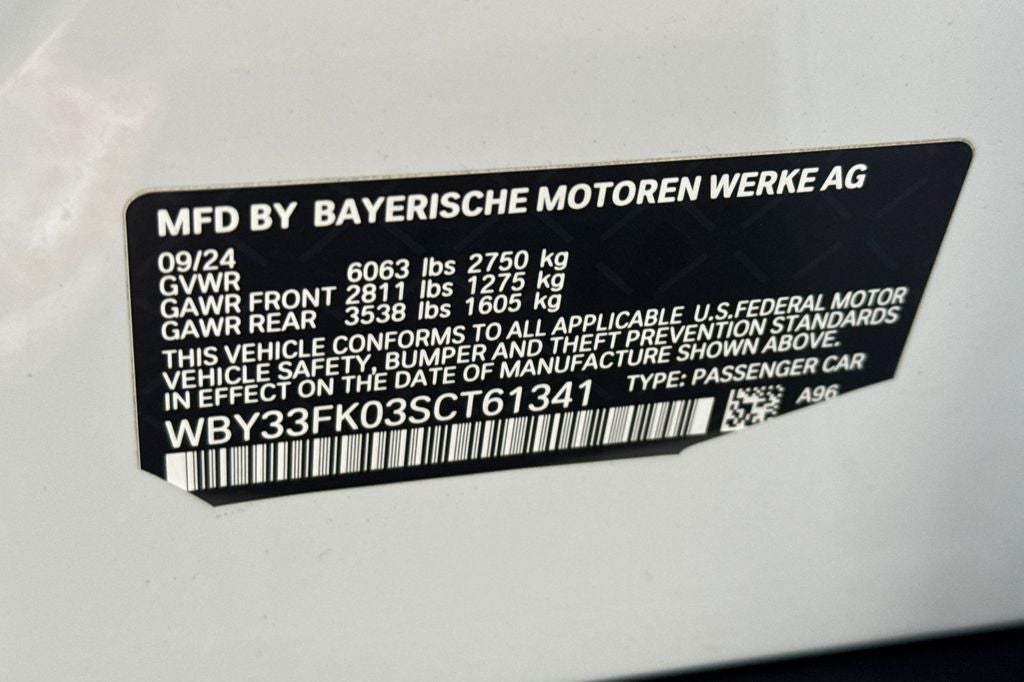 MFD BY BAYERISCHE MOTOREN WERKE AG
09/24
GVWR 6063 lbs 2750 kg
GAWR FRONT 2811 lbs 1275 kg
GAWR REAR 3538 lbs 1605 kg
THIS VEHICLE CONFORMS TO ALL APPLICABLE U.S.FEDERAL MOTOR
VEHICLE SAFETY, BUMPER AND THEFT PREVENTION STANDARDS
IN EFFECT ON THE DATE OF MANUFACTURE SHOWN ABOVE.
WBY33FK03SCT61341 TYPE: PASSENGER CAR
A96